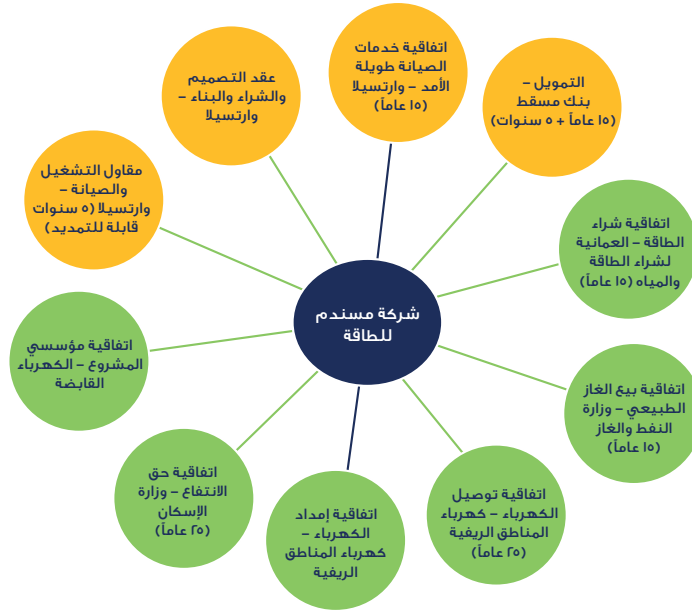 اتفاقية خدمات
الصيانة طويلة
الأمد – وارتسيلا
(١٥ عاماً)
التمويل –
بنك مسقط
(١٥ عاماً + ٥ سنوات)
اتفاقية شراء
الطاقة – العمانية
لشراء الطاقة
والمياه (١٥ عاماً)
اتفاقية بيع الغاز
الطبيعي – وزارة
النفط والغاز
(١٥ عاماً)
اتفاقية توصيل
الكهرباء – كهرباء
المناطق الريفية
(٢٥ عاماً)
اتفاقية إمداد
الكهرباء –
كهرباء المناطق
الريفية
اتفاقية حق
الانتفاع – وزارة
الإسكان
(٢٥ عاماً)
اتفاقية مؤسسي
المشروع – الكهرباء
القابضة
مقاول التشغيل
والصيانة –
وارتسيلا (٥ سنوات
قابلة للتمديد)
عقد التصميم
والشراء والبناء –
وارتسيلا
شركة مسندم
للطاقة